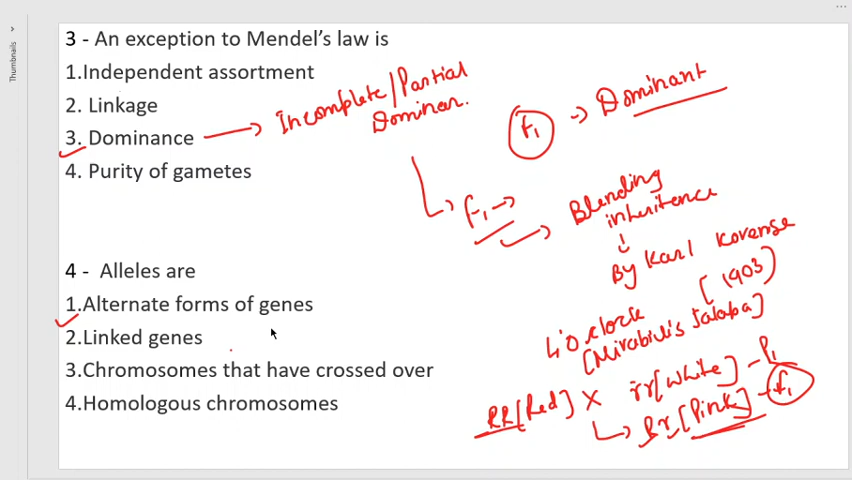 Thumbnails
3 - An exception to Mendel's law is
1.Independent assortment
2. Linkage
3. Dominance → Incomplete/Partial
Dominan.
4. Purity of gametes
F1 → Dominant
F1 →
Blending
inheritence
By Karl Korense
[1903)
4'O clock
[Mirabilis Jalaba]
RR[Red] X rr[White] - P1
Rr[Pink] - F1
4 - Alleles are
1.Alternate forms of genes
2.Linked genes
3.Chromosomes that have crossed over
4.Homologous chromosomes